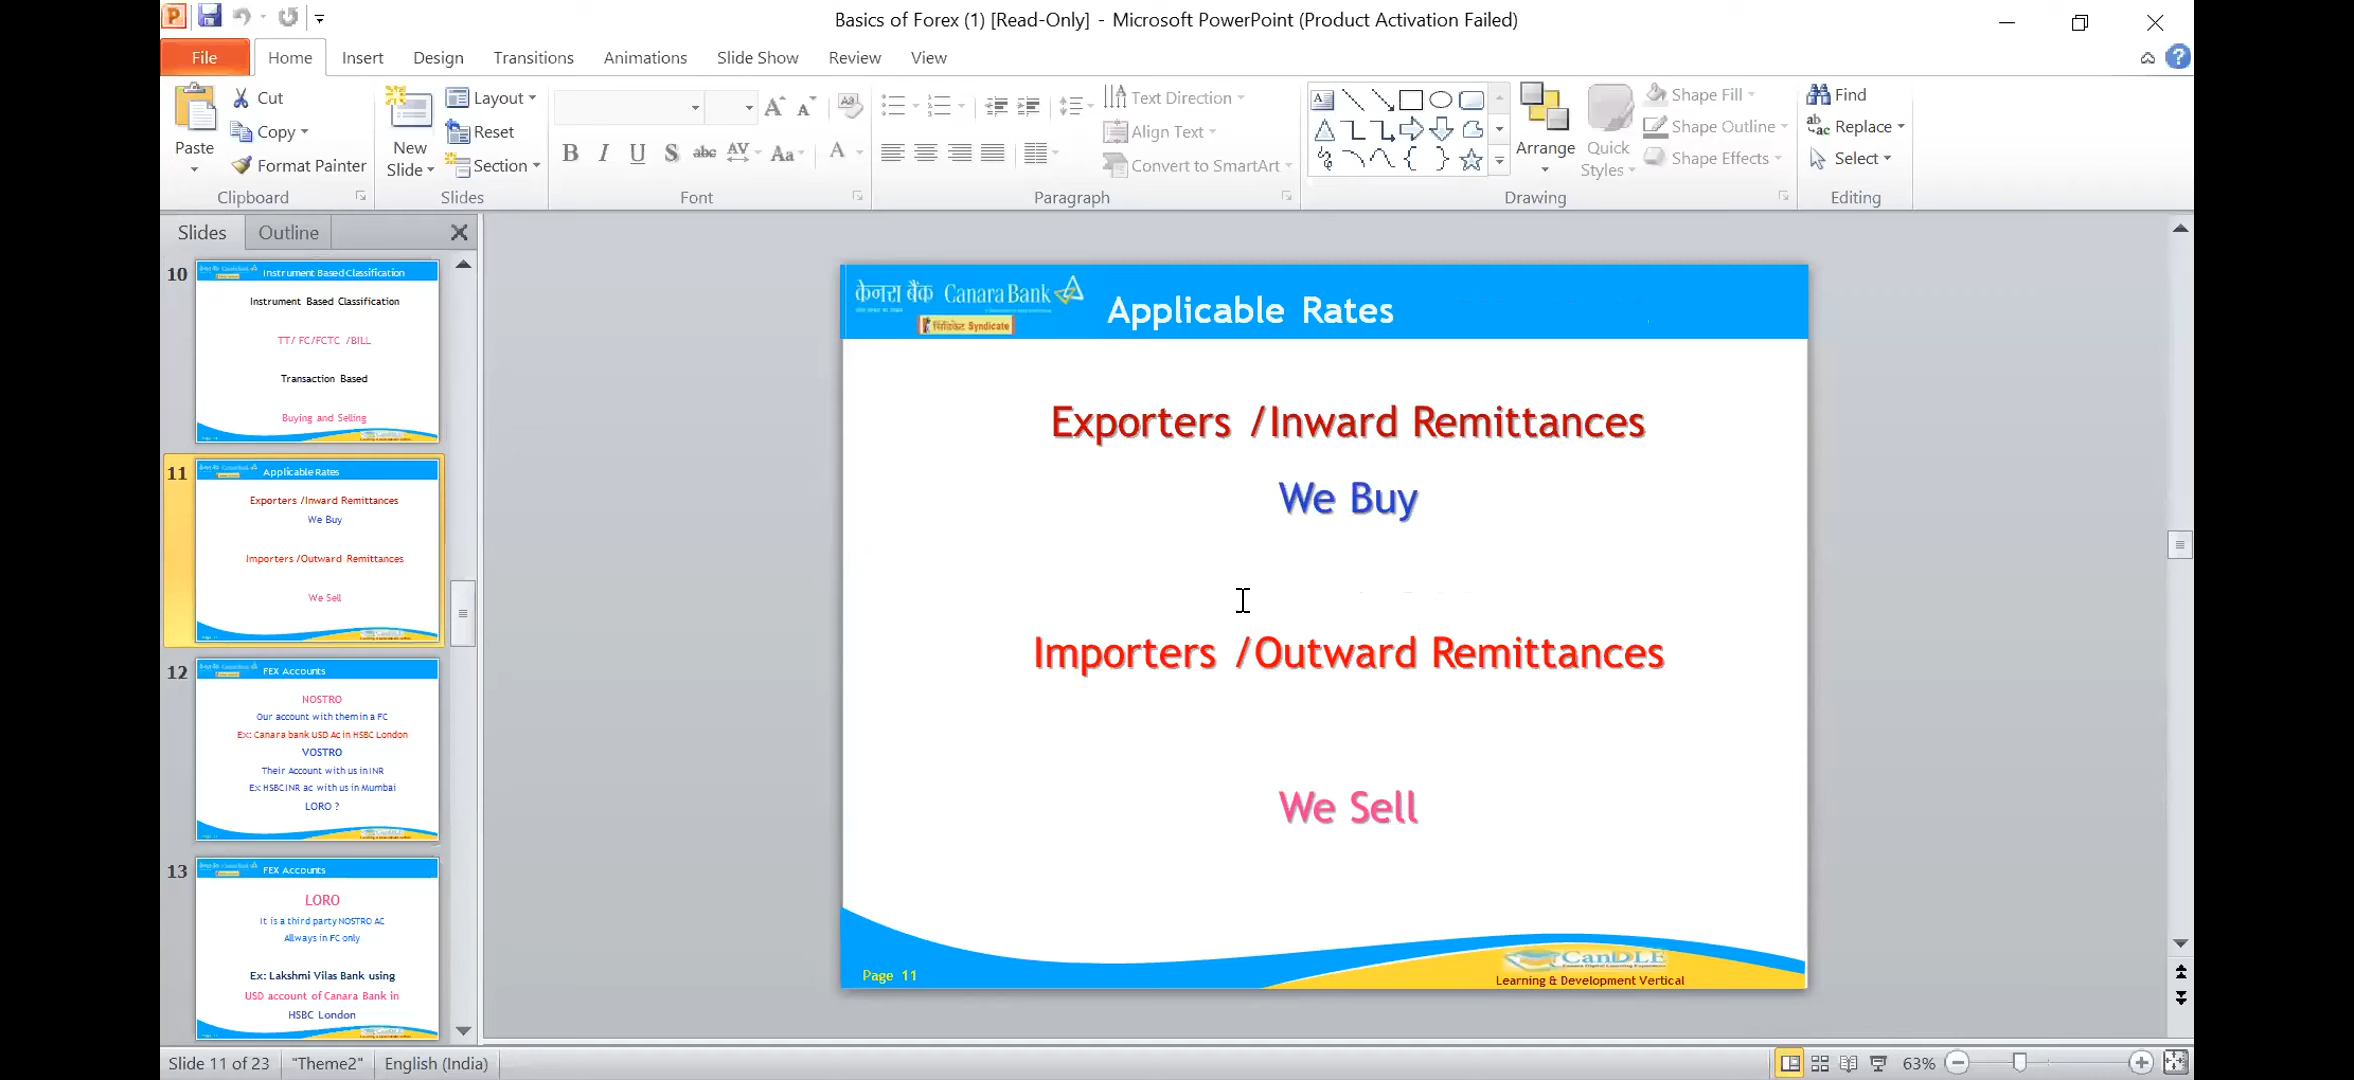 Basics of Forex (1) [Read-Only] - Microsoft PowerPoint (Product Activation Failed)
File Home Insert Design Transitions Animations Slide Show Review View
Paste
Cut
Copy
Format Painter
Clipboard
New Slide
Layout
Reset
Section
Slides
Font
Text Direction
Align Text
Convert to SmartArt
Paragraph
Arrange
Quick Styles
Shape Fill
Shape Outline
Shape Effects
Drawing
Find
Replace
Select
Editing
Slides Outline
10
Instrument Based Classification
Instrument Based Classification
TT/ FC/FCTC /BILL
Transaction Based
Buying and Selling
11
Applicable Rates
Exporters /Inward Remittances
We Buy
Importers /Outward Remittances
We Sell
12
FEX Accounts
NOSTRO
Our account with them in a FC
Ex: Canara bank USD Ac in HSBC London
VOSTRO
Their Account with us in INR
Ex HSBC INR ac with us in Mumbai
LORO ?
13
FEX Accounts
LORO
It is a third party NOSTRO AC
Allways in FC only
Ex: Lakshmi Vilas Bank using
USD account of Canara Bank in
HSBC London
केनरा बैंक Canara Bank
सिंडिकेट Syndicate
Applicable Rates
Exporters /Inward Remittances
We Buy
Importers /Outward Remittances
We Sell
Page 11
CanDLE
Learning & Development Vertical
Slide 11 of 23 "Theme2" English (India) 63%